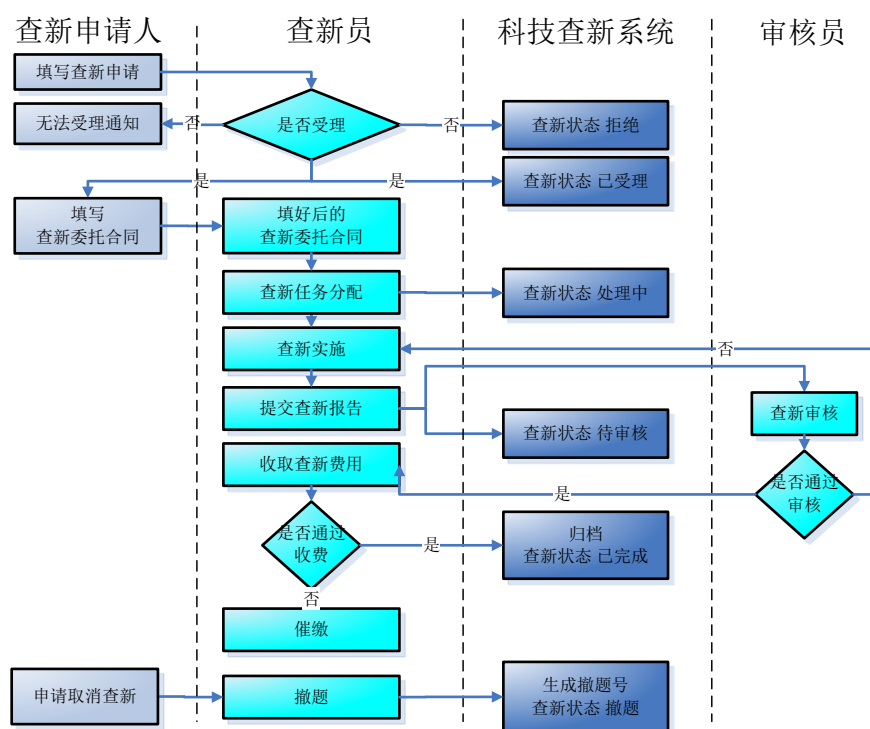 查新申请人
查新员
科技查新系统
审核员
填写查新申请
是否受理
无法受理通知
否
否
查新状态 拒绝
查新状态 已受理
是
是
填写
查新委托合同
填好后的
查新委托合同
查新任务分配
查新状态 处理中
查新实施
否
提交查新报告
查新状态 待审核
查新审核
收取查新费用
是否通过
审核
是
是否通过
收费
是
归档
查新状态 已完成
否
催缴
申请取消查新
撤题
生成撤题号
查新状态 撤题